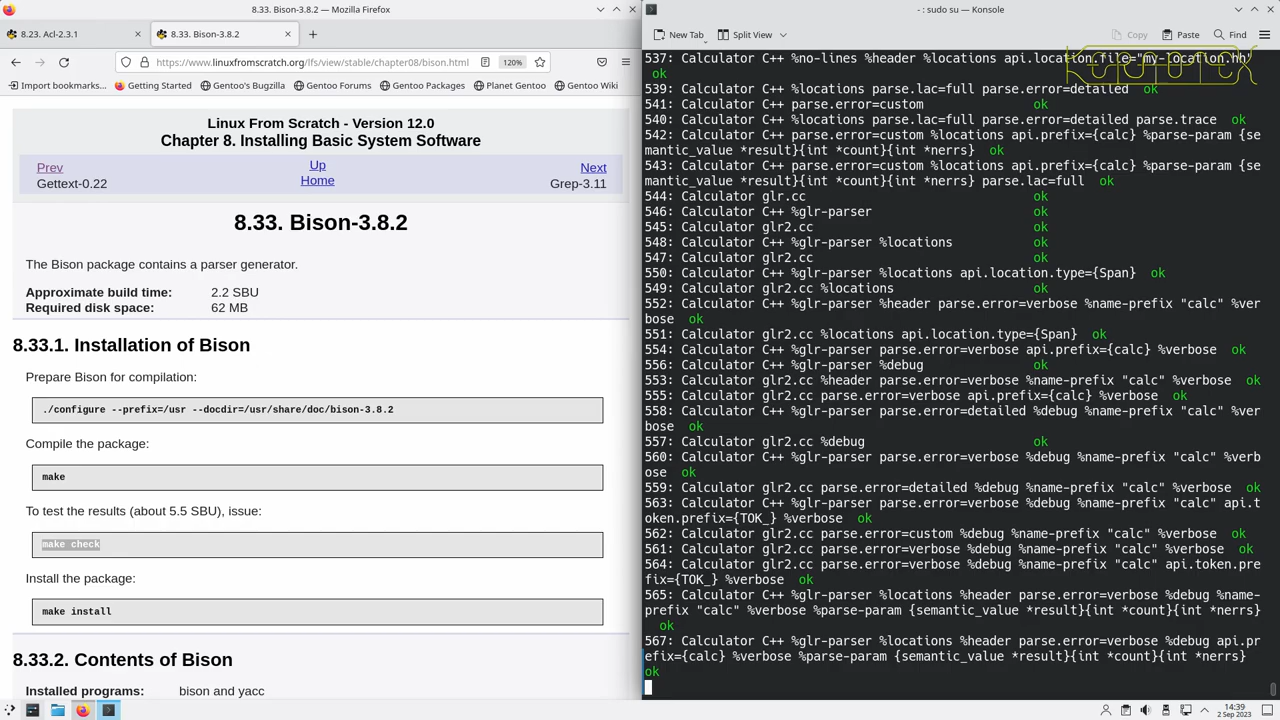 8.33. Bison-3.8.2 — Mozilla Firefox
8.23. Acl-2.3.1
8.33. Bison-3.8.2
https://www.linuxfromscratch.org/lfs/view/stable/chapter08/bison.html
120%
Import bookmarks...
Getting Started
Gentoo's Bugzilla
Gentoo Forums
Gentoo Packages
Planet Gentoo
Gentoo Wiki
Linux From Scratch - Version 12.0
Chapter 8. Installing Basic System Software
Prev
Up
Next
Gettext-0.22
Home
Grep-3.11
8.33. Bison-3.8.2
The Bison package contains a parser generator.
Approximate build time: 2.2 SBU
Required disk space: 62 MB
8.33.1. Installation of Bison
Prepare Bison for compilation:
./configure --prefix=/usr --docdir=/usr/share/doc/bison-3.8.2
Compile the package:
make
To test the results (about 5.5 SBU), issue:
make check
Install the package:
make install
8.33.2. Contents of Bison
Installed programs: bison and yacc
- : sudo su — Konsole
New Tab
Split View
Copy
Paste
Find
537: Calculator C++ %no-lines %header %locations api.location.file="my-location.hh"
ok
539: Calculator C++ %locations parse.lac=full parse.error=detailed ok
541: Calculator C++ parse.error=custom ok
540: Calculator C++ %locations parse.lac=full parse.error=detailed parse.trace ok
542: Calculator C++ parse.error=custom %locations api.prefix={calc} %parse-param {se
mantic_value *result}{int *count}{int *nerrs} ok
543: Calculator C++ parse.error=custom %locations api.prefix={calc} %parse-param {se
mantic_value *result}{int *count}{int *nerrs} parse.lac=full ok
544: Calculator glr.cc ok
546: Calculator C++ %glr-parser ok
545: Calculator glr2.cc ok
548: Calculator C++ %glr-parser %locations ok
547: Calculator glr2.cc ok
550: Calculator C++ %glr-parser %locations api.location.type={Span} ok
549: Calculator glr2.cc %locations ok
552: Calculator C++ %glr-parser %header parse.error=verbose %name-prefix "calc" %ver
bose ok
551: Calculator glr2.cc %locations api.location.type={Span} ok
554: Calculator C++ %glr-parser parse.error=verbose api.prefix={calc} %verbose ok
556: Calculator C++ %glr-parser %debug ok
553: Calculator glr2.cc %header parse.error=verbose %name-prefix "calc" %verbose ok
555: Calculator glr2.cc parse.error=verbose api.prefix={calc} %verbose ok
558: Calculator C++ %glr-parser parse.error=detailed %debug %name-prefix "calc" %ver
bose ok
557: Calculator glr2.cc %debug ok
560: Calculator C++ %glr-parser parse.error=verbose %debug %name-prefix "calc" %verb
ose ok
559: Calculator glr2.cc parse.error=detailed %debug %name-prefix "calc" %verbose ok
563: Calculator C++ %glr-parser parse.error=verbose %debug %name-prefix "calc" api.t
oken.prefix={TOK_} %verbose ok
562: Calculator glr2.cc parse.error=custom %debug %name-prefix "calc" %verbose ok
561: Calculator glr2.cc parse.error=verbose %debug %name-prefix "calc" %verbose ok
564: Calculator glr2.cc parse.error=verbose %debug %name-prefix "calc" api.token.pre
fix={TOK_} %verbose ok
565: Calculator C++ %glr-parser %locations %header parse.error=verbose %debug %name-
prefix "calc" %verbose %parse-param {semantic_value *result}{int *count}{int *nerrs}
ok
567: Calculator C++ %glr-parser %locations %header parse.error=verbose %debug api.pr
efix={calc} %verbose %parse-param {semantic_value *result}{int *count}{int *nerrs}
ok
14:39
2 Sep 2023